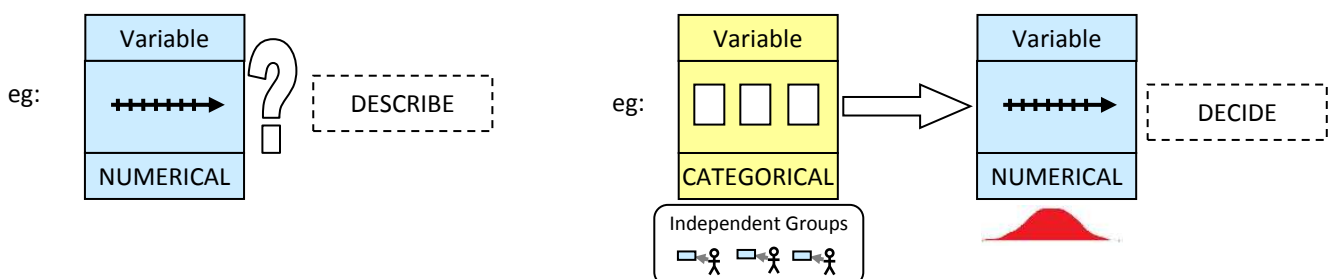 eg:
Variable
NUMERICAL
?
DESCRIBE
eg:
Variable
CATEGORICAL
Independent Groups
Variable
NUMERICAL
DECIDE